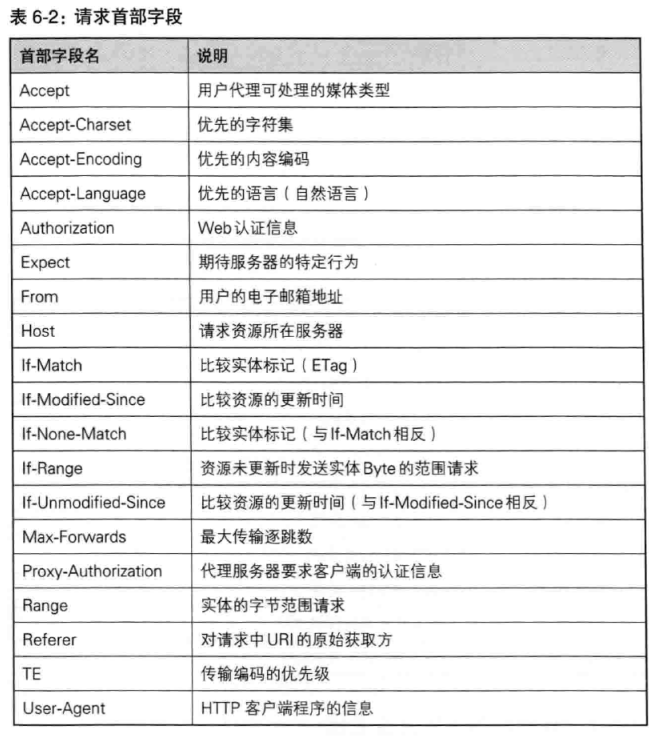 表 6-2：请求首部字段
首部字段名 说明
Accept 用户代理可处理的媒体类型
Accept-Charset 优先的字符集
Accept-Encoding 优先的内容编码
Accept-Language 优先的语言（自然语言）
Authorization Web认证信息
Expect 期待服务器的特定行为
From 用户的电子邮箱地址
Host 请求资源所在服务器
If-Match 比较实体标记（ETag）
If-Modified-Since 比较资源的更新时间
If-None-Match 比较实体标记（与If-Match相反）
If-Range 资源未更新时发送实体Byte的范围请求
If-Unmodified-Since 比较资源的更新时间（与If-Modified-Since相反）
Max-Forwards 最大传输逐跳数
Proxy-Authorization 代理服务器要求客户端的认证信息
Range 实体的字节范围请求
Referer 对请求中URI的原始获取方
TE 传输编码的优先级
User-Agent HTTP 客户端程序的信息